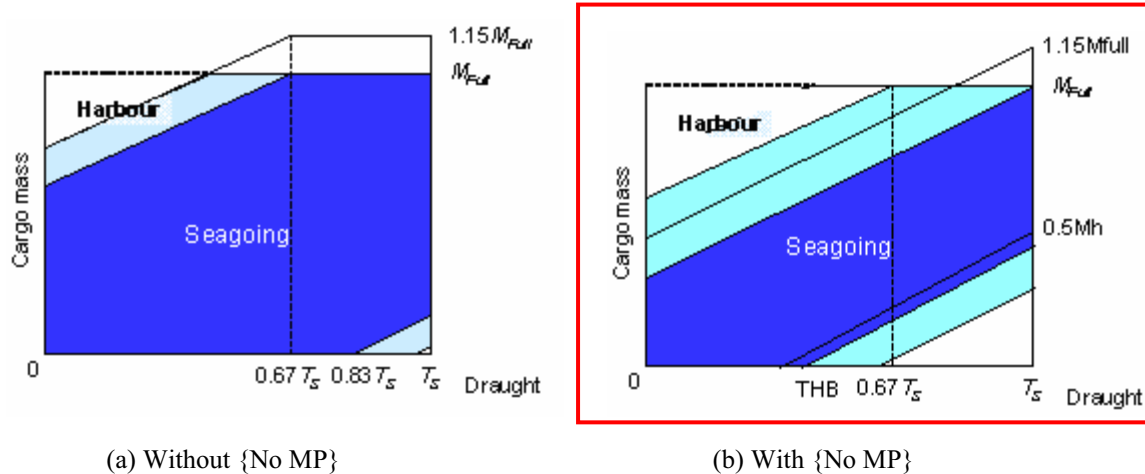 1.15 M_Full
M_Full
Harbour
Cargo mass
Seagoing
0
0.67 T_S
0.83 T_S
T_S
Draught
(a) Without {No MP}
1.15Mfull
M_Full
Harbour
Cargo mass
Seagoing
0.5Mh
0
THB
0.67 T_S
T_S
Draught
(b) With {No MP}